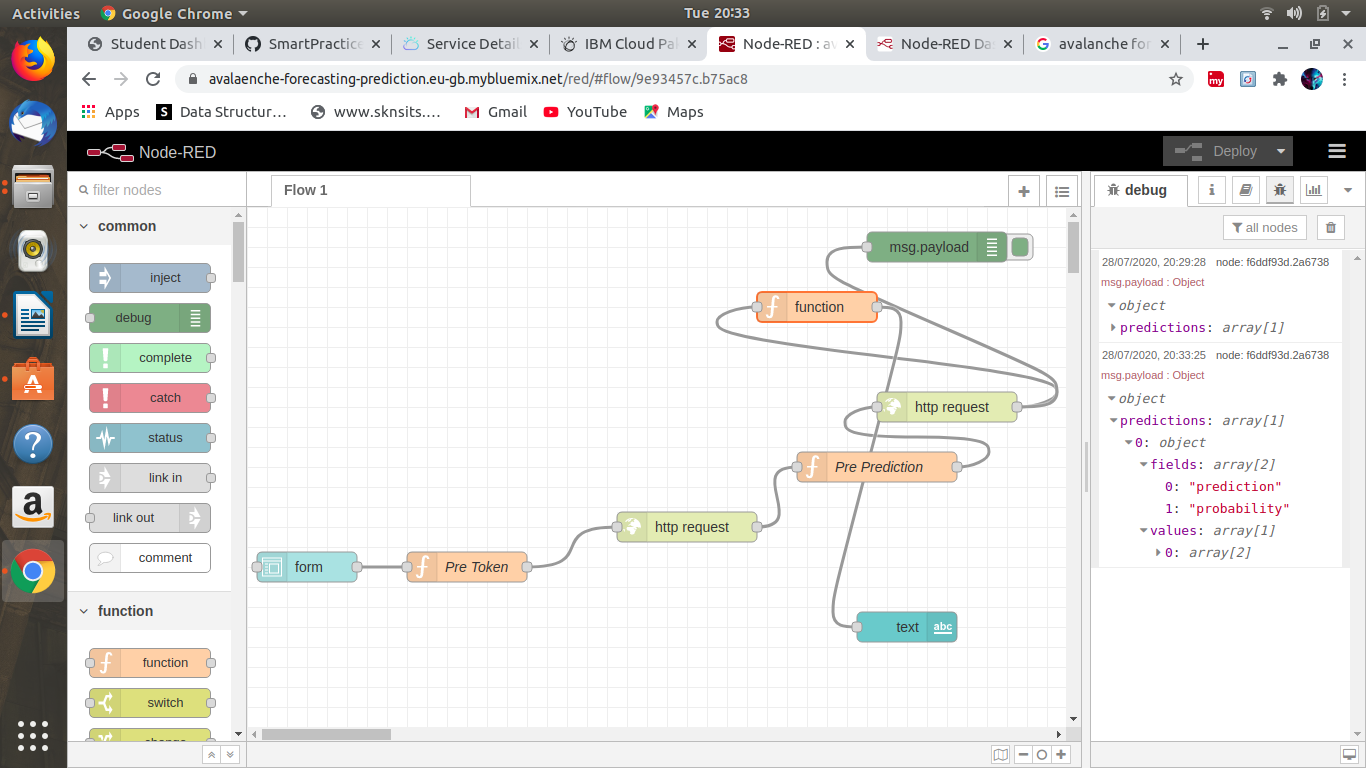 Activities Google Chrome Tue 20:33
Student Dash SmartPractice Service Detail IBM Cloud Pa Node-RED : av Node-RED Da avalanche for
avalaenche-forecasting-prediction.eu-gb.mybluemix.net/red/#flow/9e93457c.b75ac8
my
Apps S Data Structur... www.sknsits.... Gmail YouTube Maps
Node-RED Deploy
filter nodes Flow 1 debug i
common
all nodes
inject
debug
complete
catch
status
link in
link out
comment
function
function
switch
change
msg.payload
function
http request
Pre Prediction
http request
form
Pre Token
text abc
28/07/2020, 20:29:28 node: f6ddf93d.2a6738
msg.payload : Object
object
predictions: array[1]
28/07/2020, 20:33:25 node: f6ddf93d.2a6738
msg.payload : Object
object
predictions: array[1]
0: object
fields: array[2]
0: "prediction"
1: "probability"
values: array[1]
0: array[2]